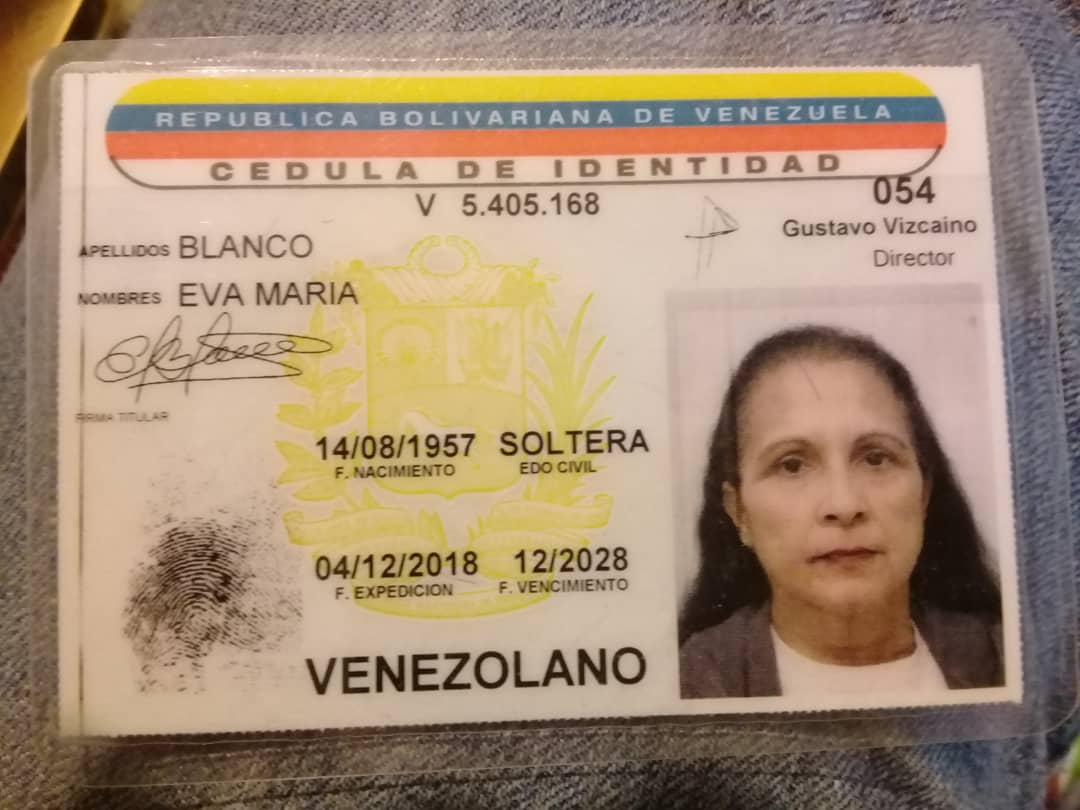 REPUBLICA BOLIVARIANA DE VENEZUELA
CEDULA DE IDENTIDAD
V 5.405.168
054
Gustavo Vizcaino
Director
APELLIDOS BLANCO
NOMBRES EVA MARIA
FIRMA TITULAR
14/08/1957 SOLTERA
F. NACIMIENTO EDO CIVIL
04/12/2018 12/2028
F. EXPEDICION F. VENCIMIENTO
VENEZOLANO